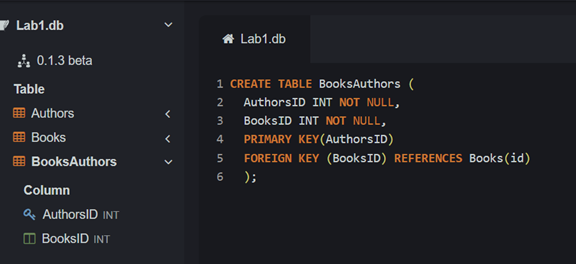 Lab1.db
0.1.3 beta
Table
Authors
Books
BooksAuthors
Column
AuthorsID INT
BooksID INT
Lab1.db
1 CREATE TABLE BooksAuthors (
2 AuthorsID INT NOT NULL,
3 BooksID INT NOT NULL,
4 PRIMARY KEY(AuthorsID)
5 FOREIGN KEY (BooksID) REFERENCES Books(id)
6 );